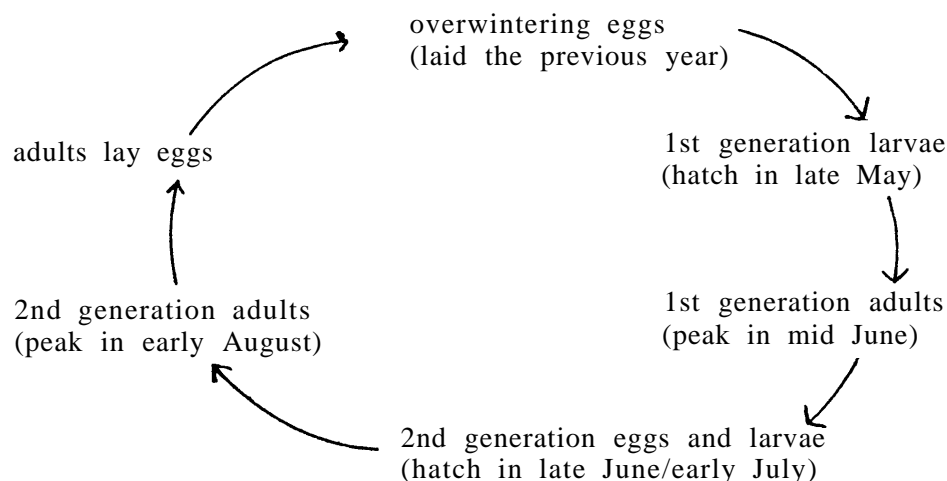 overwintering eggs
(laid the previous year)
1st generation larvae
(hatch in late May)
1st generation adults
(peak in mid June)
2nd generation eggs and larvae
(hatch in late June/early July)
2nd generation adults
(peak in early August)
adults lay eggs